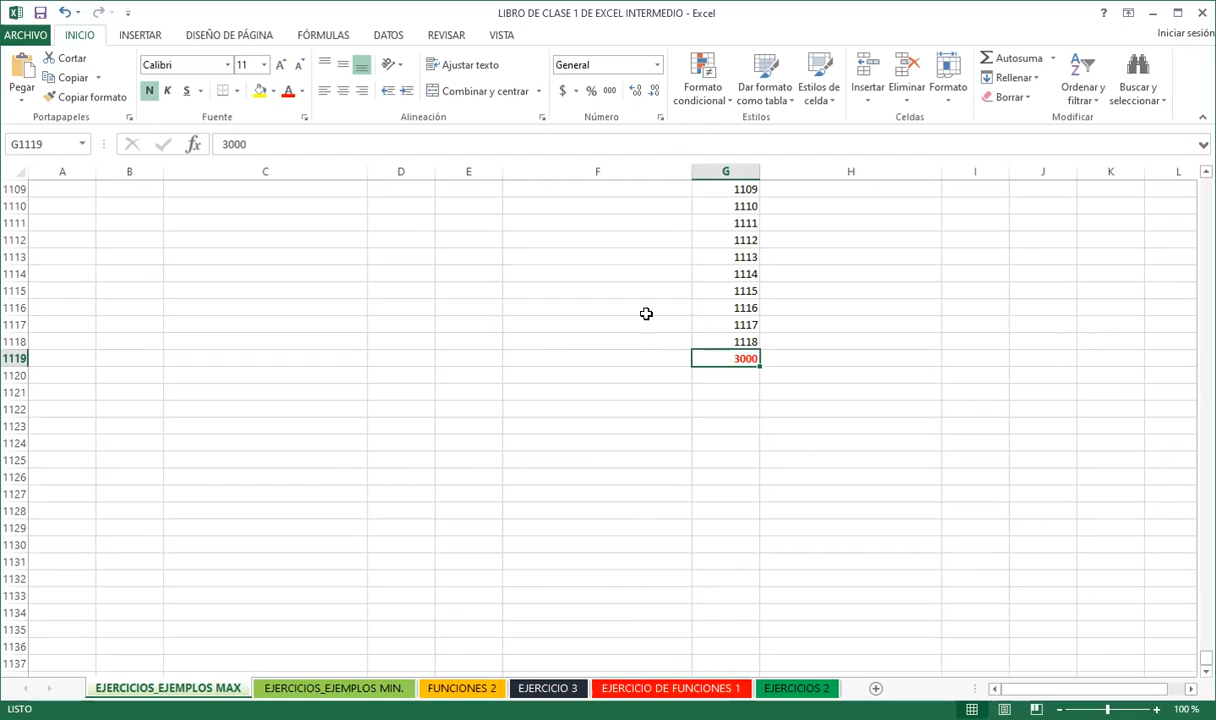 LIBRO DE CLASE 1 DE EXCEL INTERMEDIO - Excel
ARCHIVO INICIO INSERTAR DISEÑO DE PÁGINA FÓRMULAS DATOS REVISAR VISTA Iniciar sesión
Pegar
Cortar
Copiar
Copiar formato
Portapapeles
Calibri 11
N K S
Fuente
Ajustar texto
Combinar y centrar
Alineación
General
$ % 000
Número
Formato condicional
Dar formato como tabla
Estilos de celda
Estilos
Insertar
Eliminar
Formato
Celdas
Autosuma
Rellenar
Borrar
Ordenar y filtrar
Buscar y seleccionar
Modificar
G1119 fx 3000
A B C D E F G H I J K L
1109 1109
1110 1110
1111 1111
1112 1112
1113 1113
1114 1114
1115 1115
1116 1116
1117 1117
1118 1118
1119 3000
1120
1121
1122
1123
1124
1125
1126
1127
1128
1129
1130
1131
1132
1133
1134
1135
1136
1137
EJERCICIOS_EJEMPLOS MAX EJERCICIOS_EJEMPLOS MIN. FUNCIONES 2 EJERCICIO 3 EJERCICIO DE FUNCIONES 1 EJERCICIOS 2
LISTO 100 %